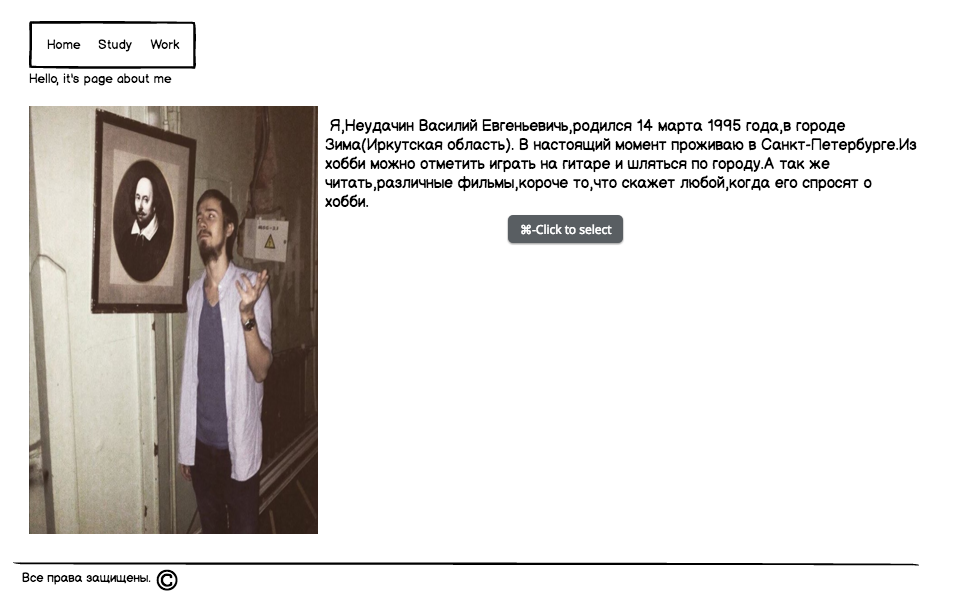 Home Study Work
Hello, it's page about me
Я,Неудачин Василий Евгеньевичь,родился 14 марта 1995 года,в городе
Зима(Иркутская область). В настоящий момент проживаю в Санкт-Петербурге.Из
хобби можно отметить играть на гитаре и шляться по городу.А так же
читать,различные фильмы,короче то,что скажет любой,когда его спросят о
хобби.
⌘-Click to select
Все права защищены. ©